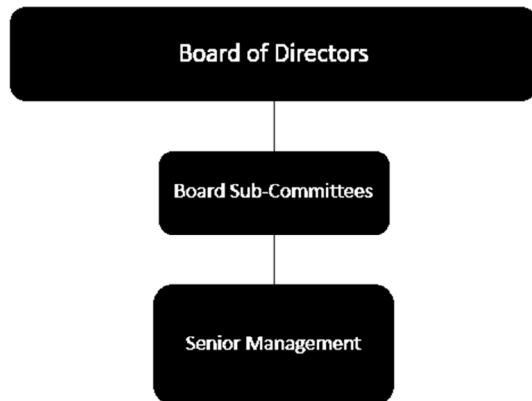 Board of Directors
Board Sub-Committees
Senior Management